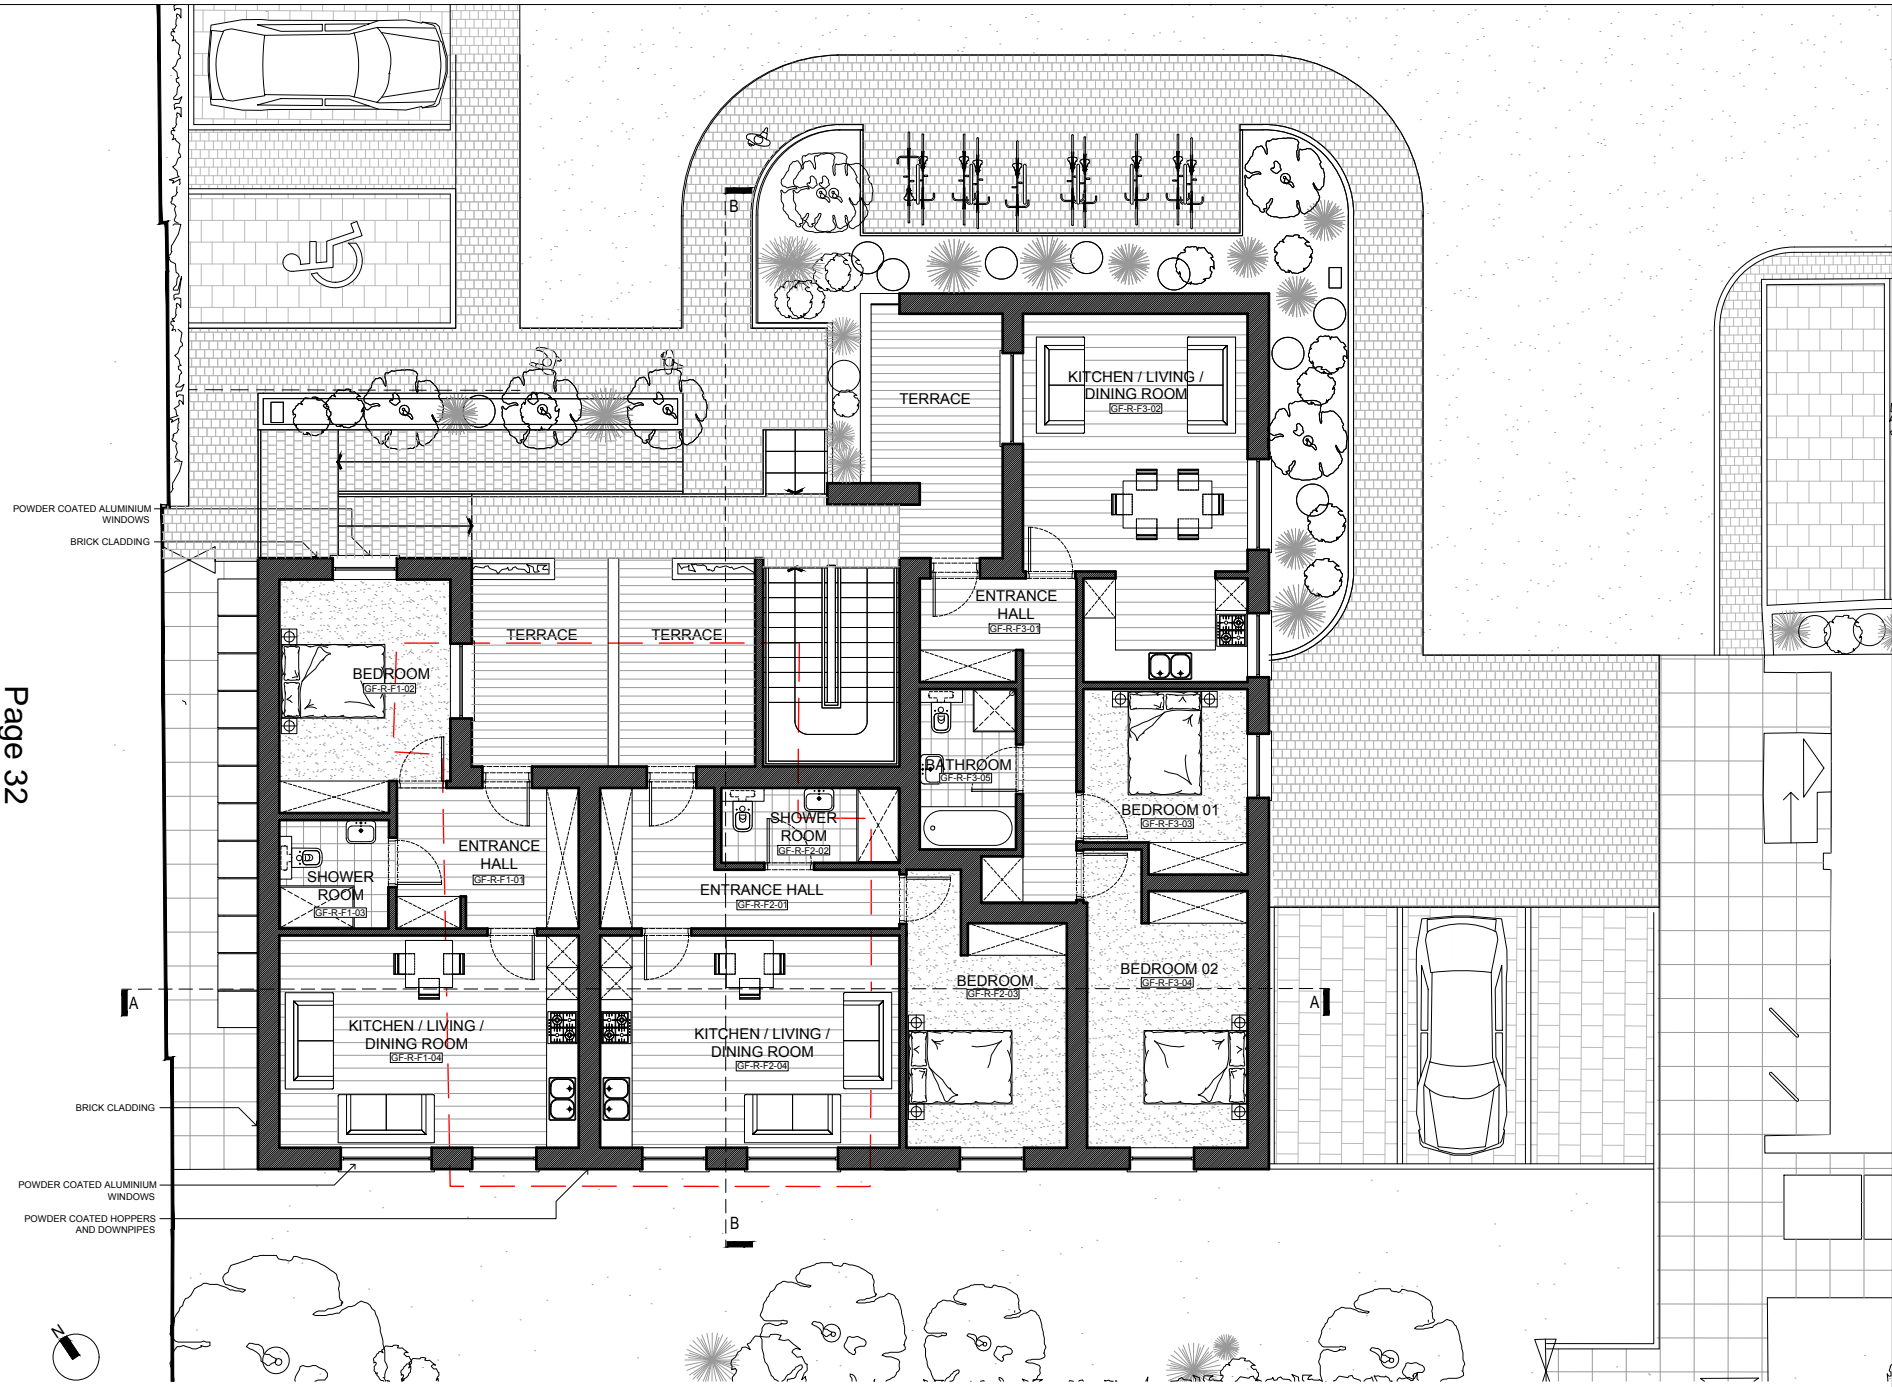 B
KITCHEN / LIVING /
DINING ROOM
GF-R-F3-02
TERRACE
POWDER COATED ALUMINIUM
WINDOWS
BRICK CLADDING
ENTRANCE
HALL
GF-R-F3-01
TERRACE
TERRACE
BEDROOM
GF-R-F1-02
Page 32
BATHROOM
GF-R-F3-05
BEDROOM 01
GF-R-F3-03
SHOWER
ROOM
GF-R-F2-02
ENTRANCE
HALL
GF-R-F1-01
SHOWER
ROOM
GF-R-F1-03
ENTRANCE HALL
GF-R-F2-01
BEDROOM
GF-R-F2-03
BEDROOM 02
GF-R-F3-04
A
A
KITCHEN / LIVING /
DINING ROOM
GF-R-F1-04
KITCHEN / LIVING /
DINING ROOM
GF-R-F2-04
BRICK CLADDING
POWDER COATED ALUMINIUM
WINDOWS
POWDER COATED HOPPERS
AND DOWNPIPES
B
N